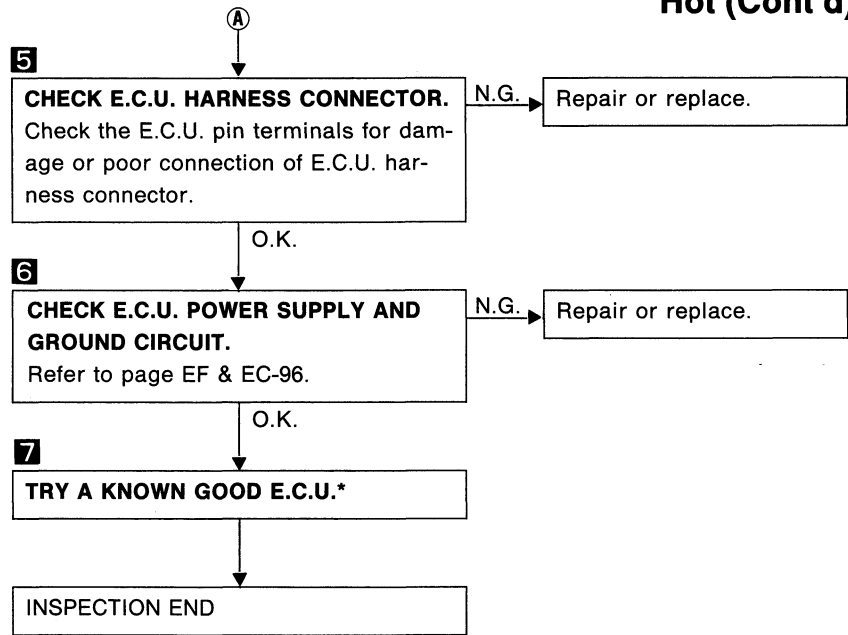 Hot (Cont'd)
A
5
CHECK E.C.U. HARNESS CONNECTOR.
Check the E.C.U. pin terminals for dam-
age or poor connection of E.C.U. har-
ness connector.
N.G.
Repair or replace.
O.K.
6
CHECK E.C.U. POWER SUPPLY AND
GROUND CIRCUIT.
Refer to page EF & EC-96.
N.G.
Repair or replace.
O.K.
7
TRY A KNOWN GOOD E.C.U.*
INSPECTION END